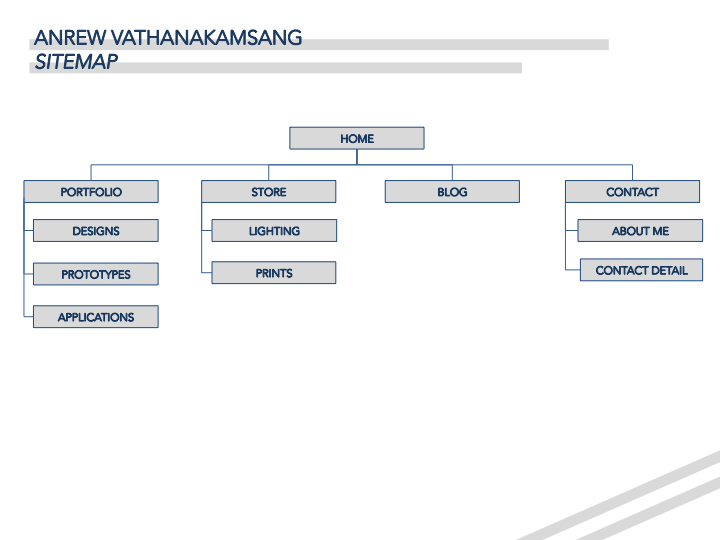 ANREW VATHANAKAMSANG
SITEMAP
HOME
PORTFOLIO
STORE
BLOG
CONTACT
DESIGNS
LIGHTING
ABOUT ME
PROTOTYPES
PRINTS
CONTACT DETAIL
APPLICATIONS